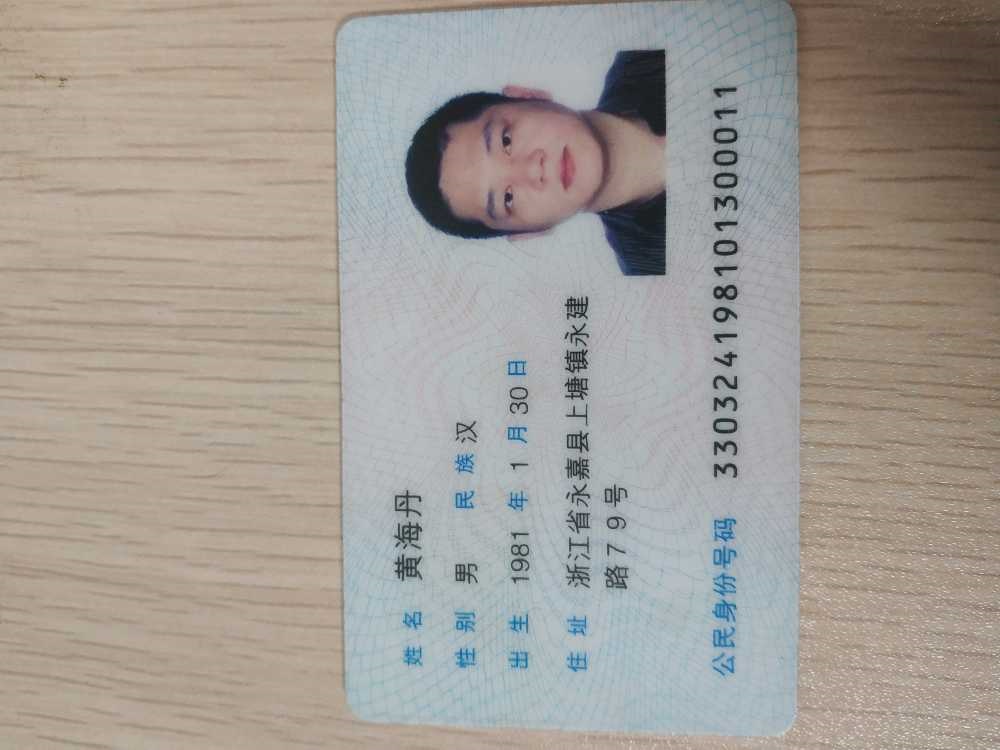 姓名 黄海丹
性别 男 民族 汉
出生 1981 年 1 月 30 日
住址 浙江省永嘉县上塘镇永建
路79号
公民身份号码 330324198101300011